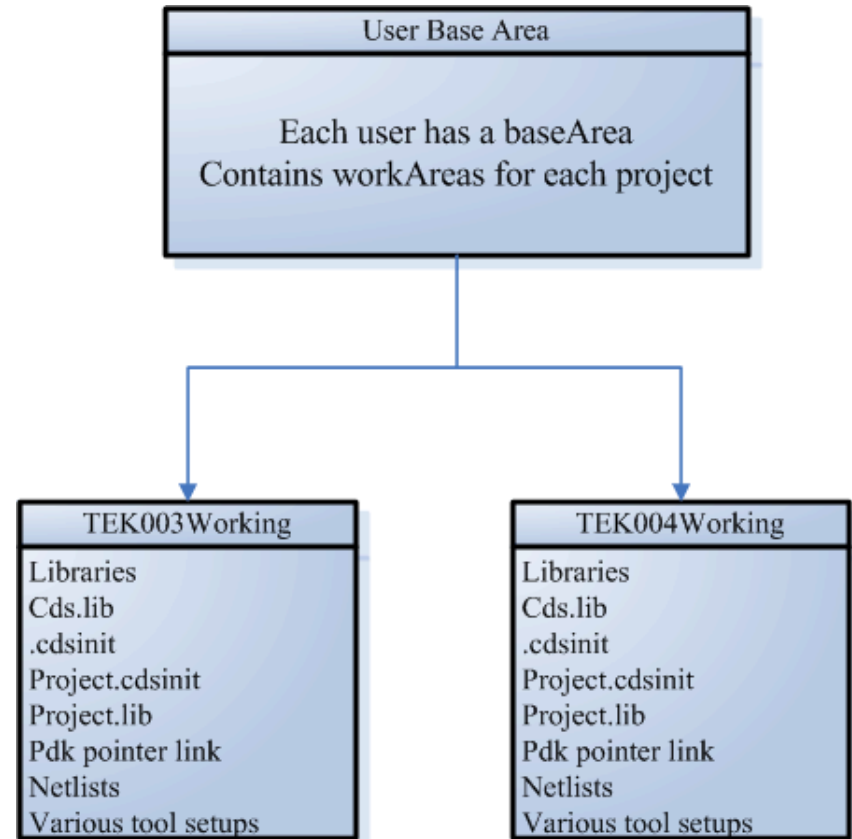 User Base Area
Each user has a baseArea
Contains workAreas for each project
TEK003Working
Libraries
Cds.lib
.cdsinit
Project.cdsinit
Project.lib
Pdk pointer link
Netlists
Various tool setups
TEK004Working
Libraries
Cds.lib
.cdsinit
Project.cdsinit
Project.lib
Pdk pointer link
Netlists
Various tool setups